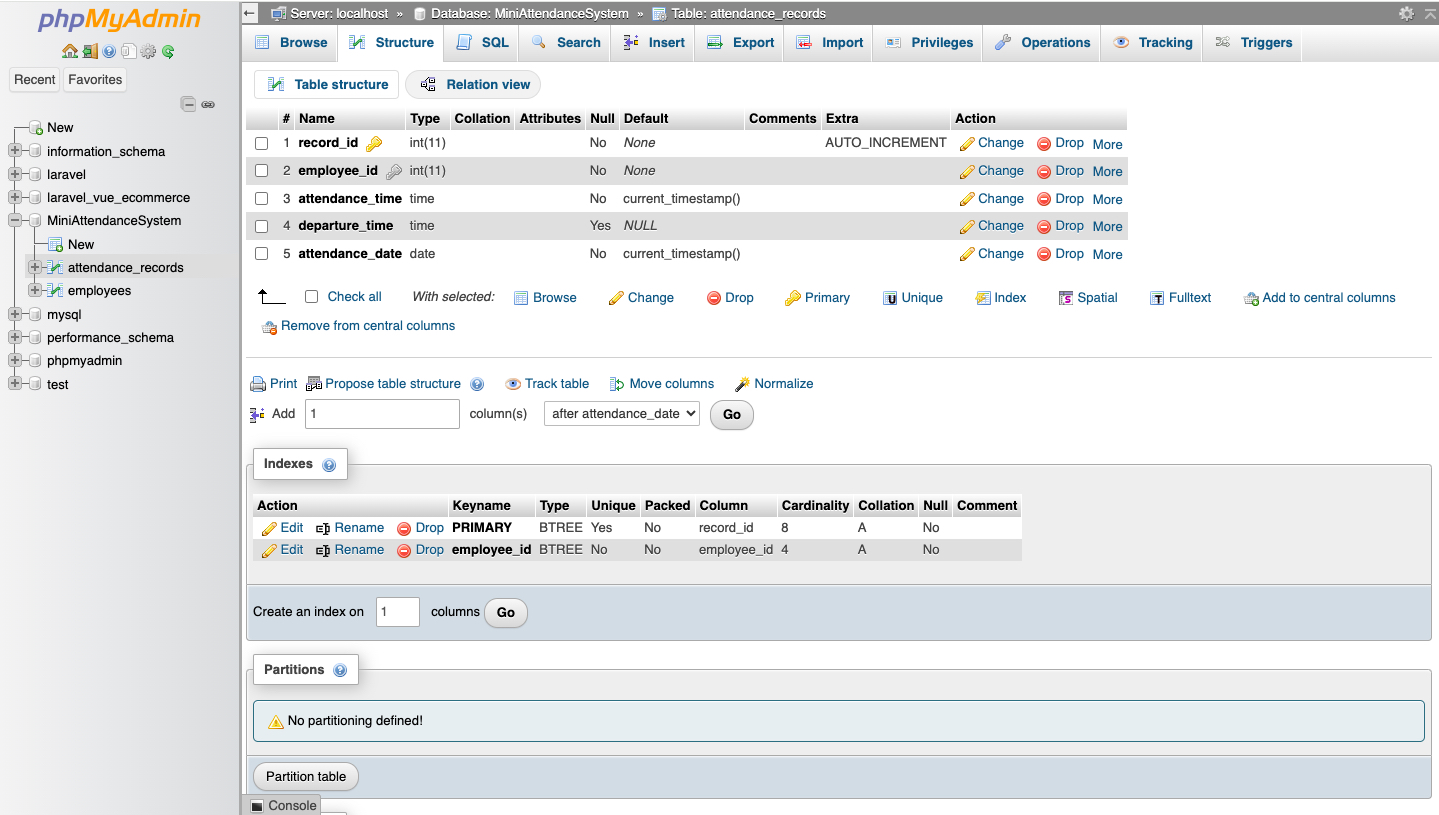 phpMyAdmin
Recent Favorites
New
information_schema
laravel
laravel_vue_ecommerce
MiniAttendanceSystem
New
attendance_records
employees
mysql
performance_schema
phpmyadmin
test
Server: localhost » Database: MiniAttendanceSystem » Table: attendance_records
Browse Structure SQL Search Insert Export Import Privileges Operations Tracking Triggers
Table structure Relation view
# Name Type Collation Attributes Null Default Comments Extra Action
1 record_id int(11) No None AUTO_INCREMENT Change Drop More
2 employee_id int(11) No None Change Drop More
3 attendance_time time No current_timestamp() Change Drop More
4 departure_time time Yes NULL Change Drop More
5 attendance_date date No current_timestamp() Change Drop More
Check all With selected: Browse Change Drop Primary Unique Index Spatial Fulltext Add to central columns
Remove from central columns
Print Propose table structure Track table Move columns Normalize
Add 1 column(s) after attendance_date Go
Indexes
Action Keyname Type Unique Packed Column Cardinality Collation Null Comment
Edit Rename Drop PRIMARY BTREE Yes No record_id 8 A No
Edit Rename Drop employee_id BTREE No No employee_id 4 A No
Create an index on 1 columns Go
Partitions
No partitioning defined!
Partition table
Console